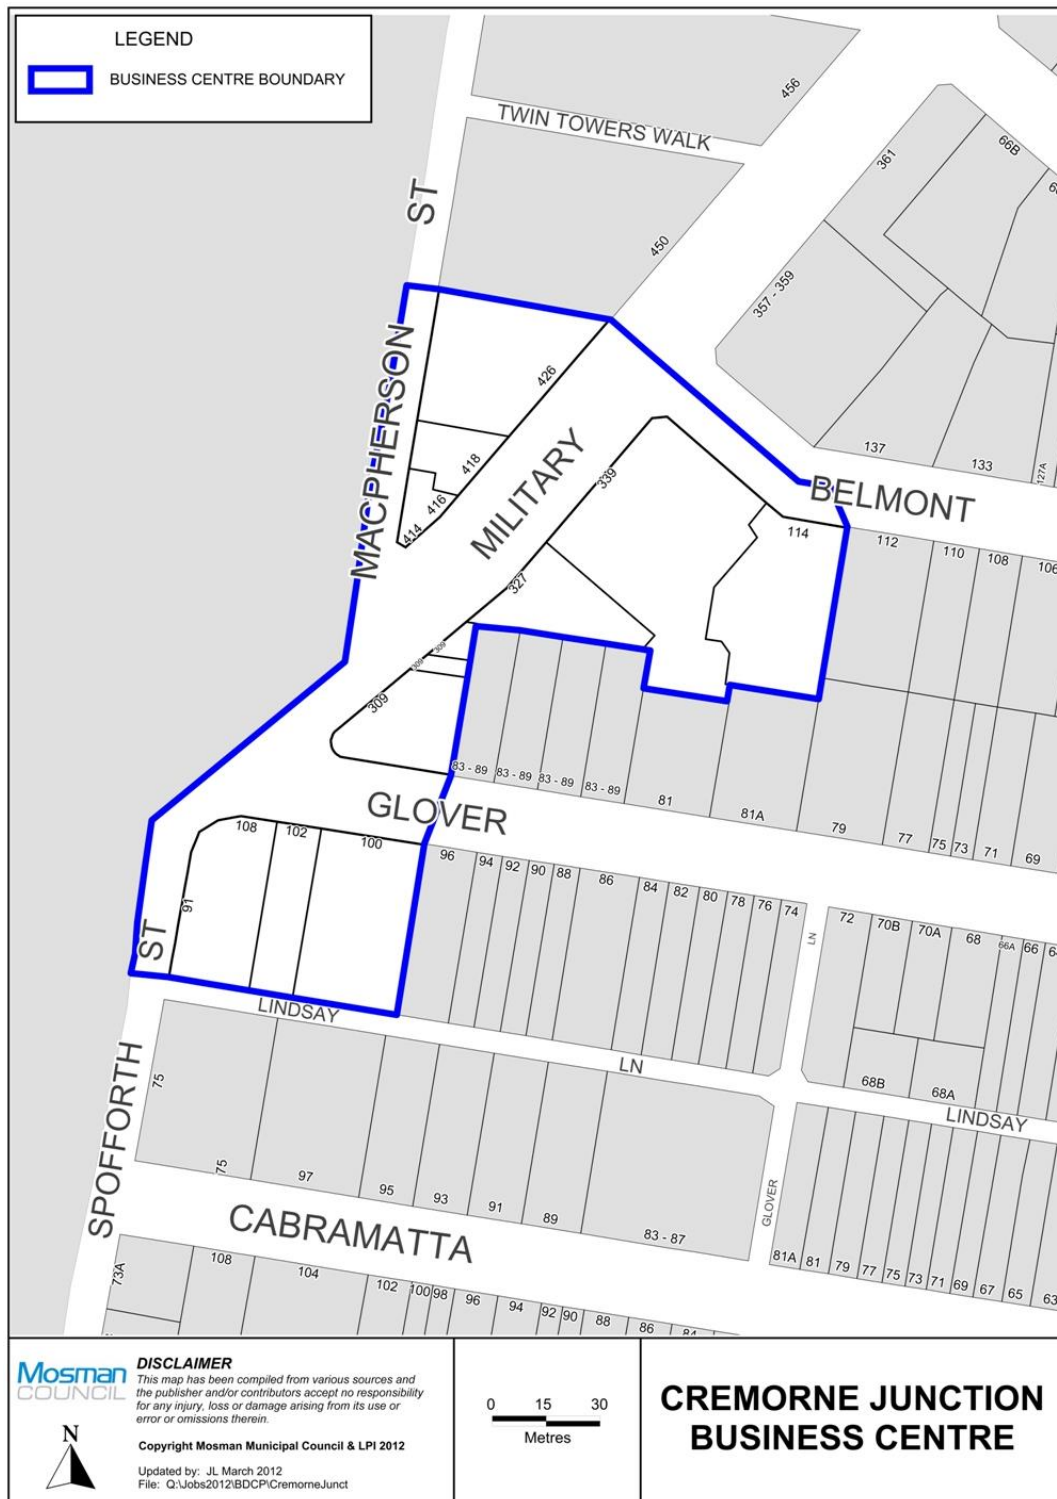 LEGEND
BUSINESS CENTRE BOUNDARY
456
TWIN TOWERS WALK
66B
361
ST
450
357 - 359
MACPHERSON
426
137
133
127A
418
MILITARY
339
BELMONT
416
414
114
112
110
108
106
327
309
309
309
83 - 89
83 - 89
83 - 89
83 - 89
81
81A
79
77
75
73
71
69
GLOVER
108
102
100
96
94
92
90
88
86
84
82
80
78
76
74
72
70B
70A
68
66A
66
91
ST
LN
LINDSAY
LN
68B
68A
LINDSAY
SPOFFORTH
75
75
97
95
93
91
89
83 - 87
GLOVER
CABRAMATTA
81A
81
79
77
75
73
71
69
67
65
63
73A
108
104
102
100
98
96
94
92
90
88
86
Mosman
COUNCIL
N
DISCLAIMER
This map has been compiled from various sources and
the publisher and/or contributors accept no responsibility
for any injury, loss or damage arising from its use or
error or omissions therein.
Copyright Mosman Municipal Council & LPI 2012
Updated by: JL March 2012
File: Q:\Jobs2012\BDCP\CremorneJunct
0 15 30
Metres
CREMORNE JUNCTION
BUSINESS CENTRE